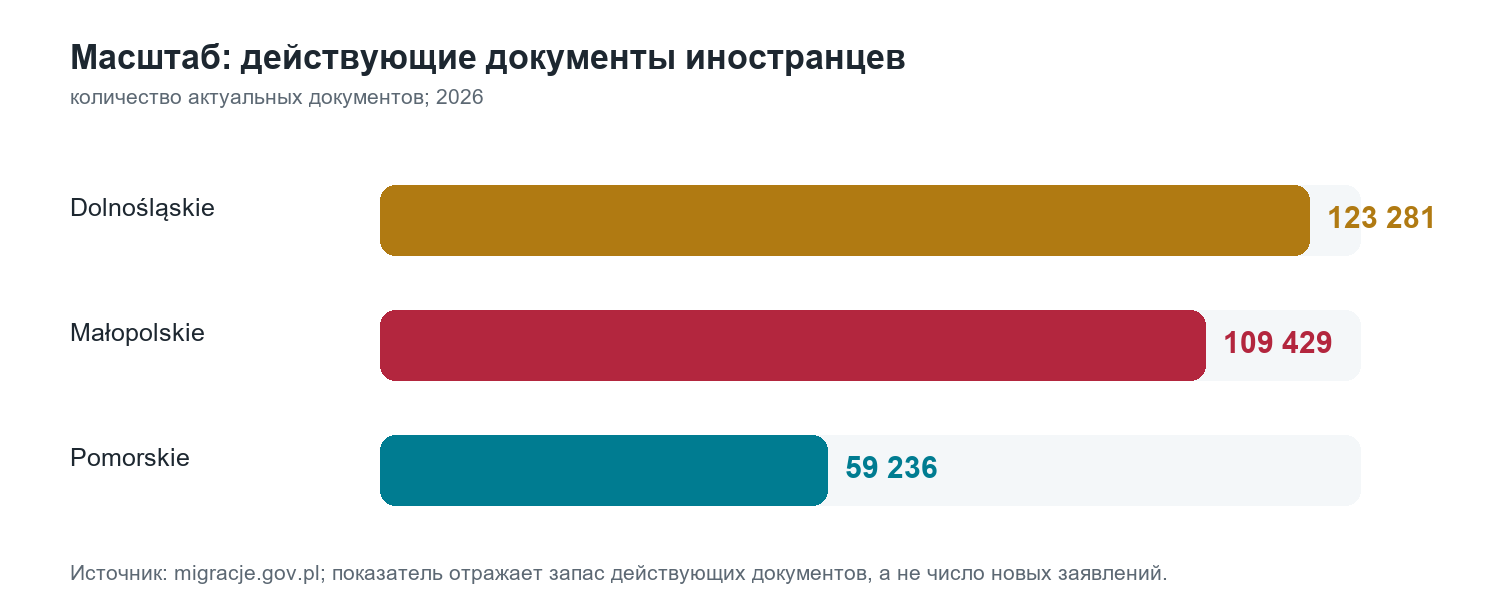 Масштаб: действующие документы иностранцев
количество актуальных документов; 2026
Dolnośląskie
123 281
Małopolskie
109 429
Pomorskie
59 236
Источник: migracje.gov.pl; показатель отражает запас действующих документов, а не число новых заявлений.